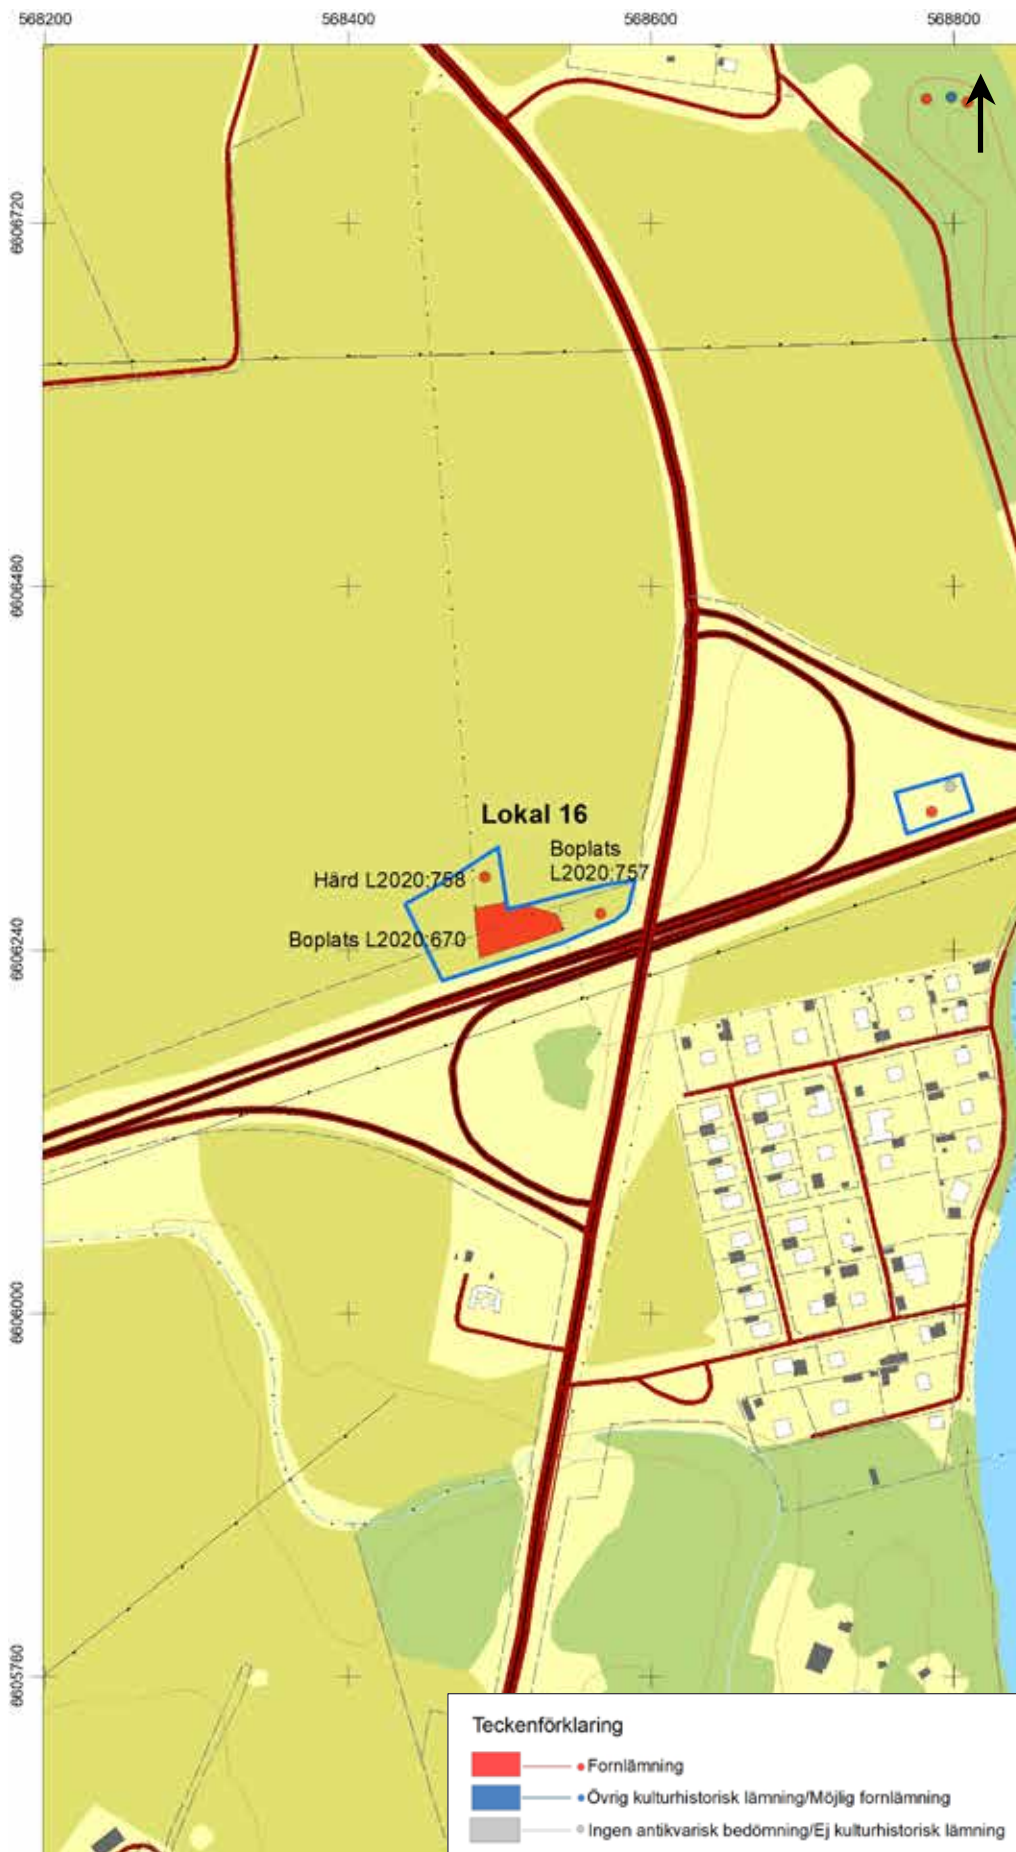 568200
568400
568600
568800
6606720
6606480
Lokal 16
Boplats
L2020:757
Härd L2020:758
Boplats L2020:670
6606240
6606000
6605760
Teckenförklaring
Fornlämning
Övrig kulturhistorisk lämning/Möjlig fornlämning
Ingen antikvarisk bedömning/Ej kulturhistorisk lämning